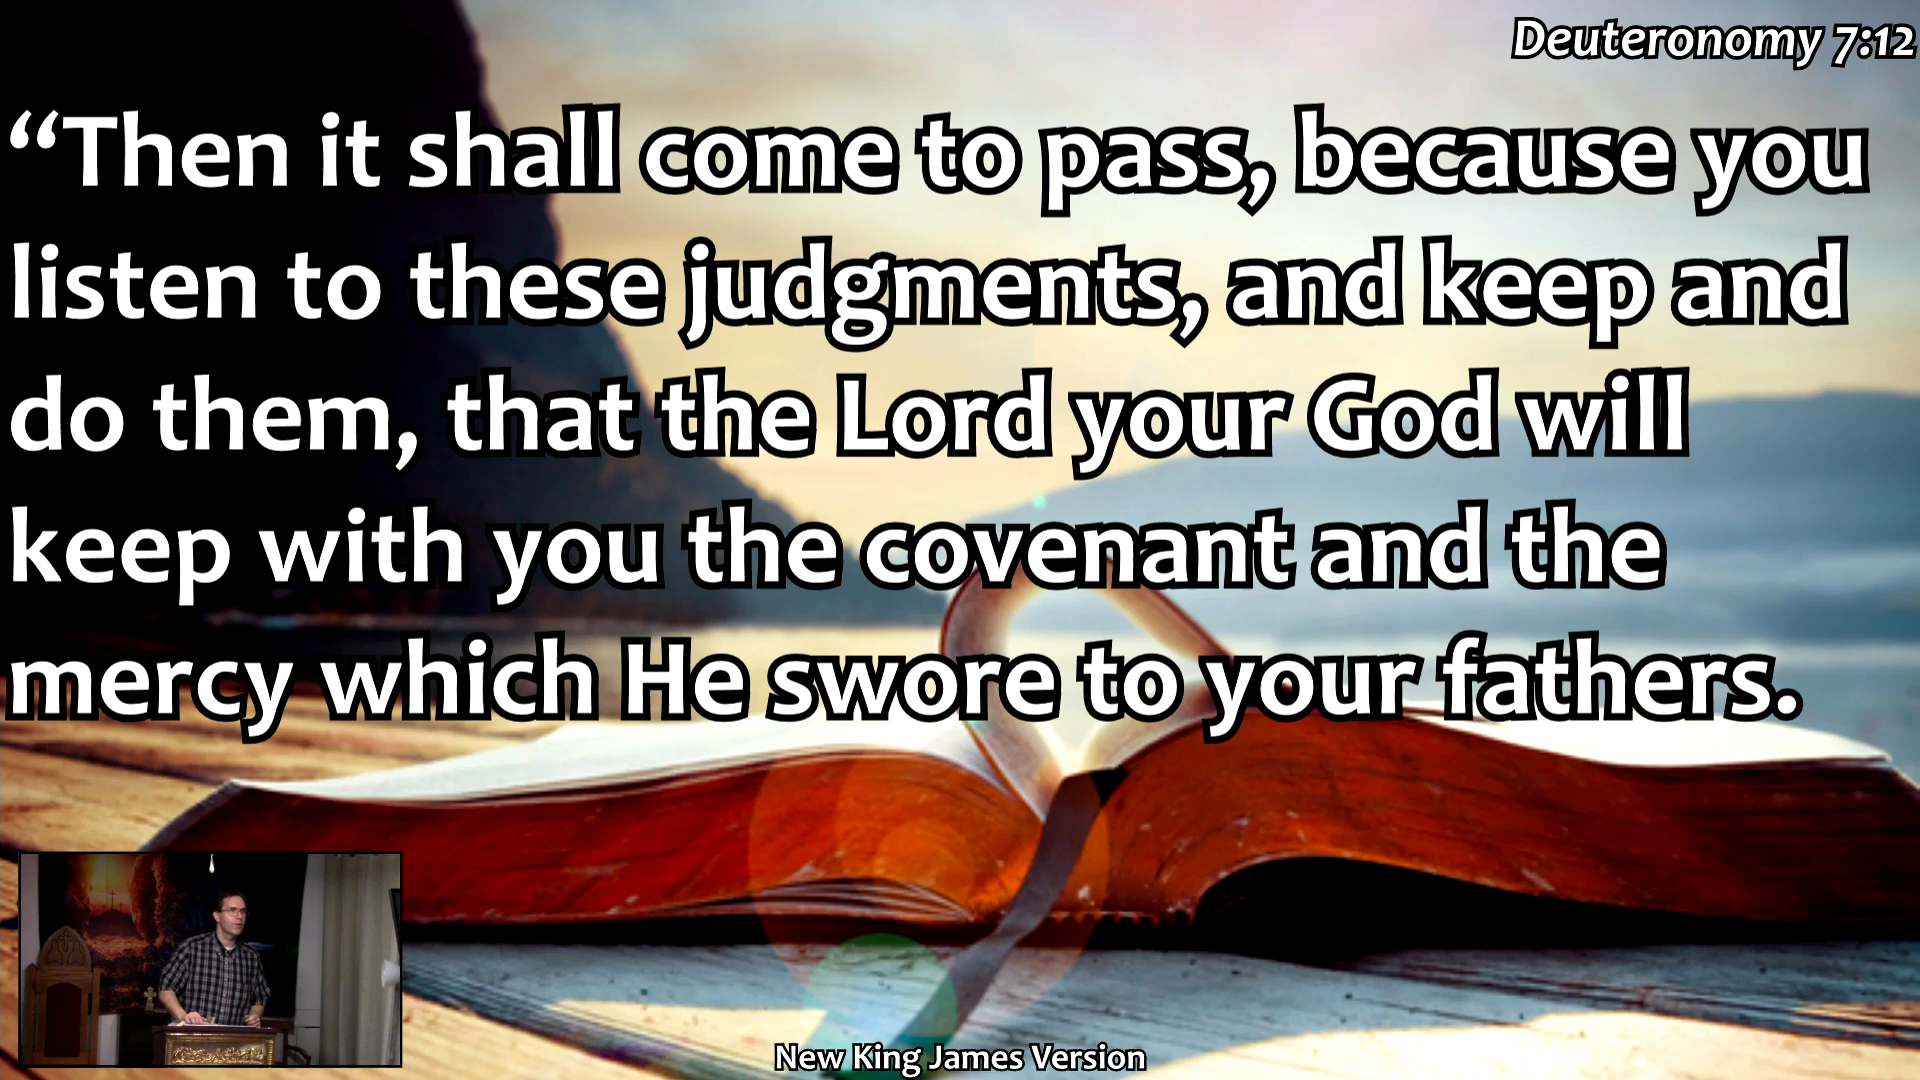 Deuteronomy 7:12
“Then it shall come to pass, because you
listen to these judgments, and keep and
do them, that the Lord your God will
keep with you the covenant and the
mercy which He swore to your fathers.
New King James Version